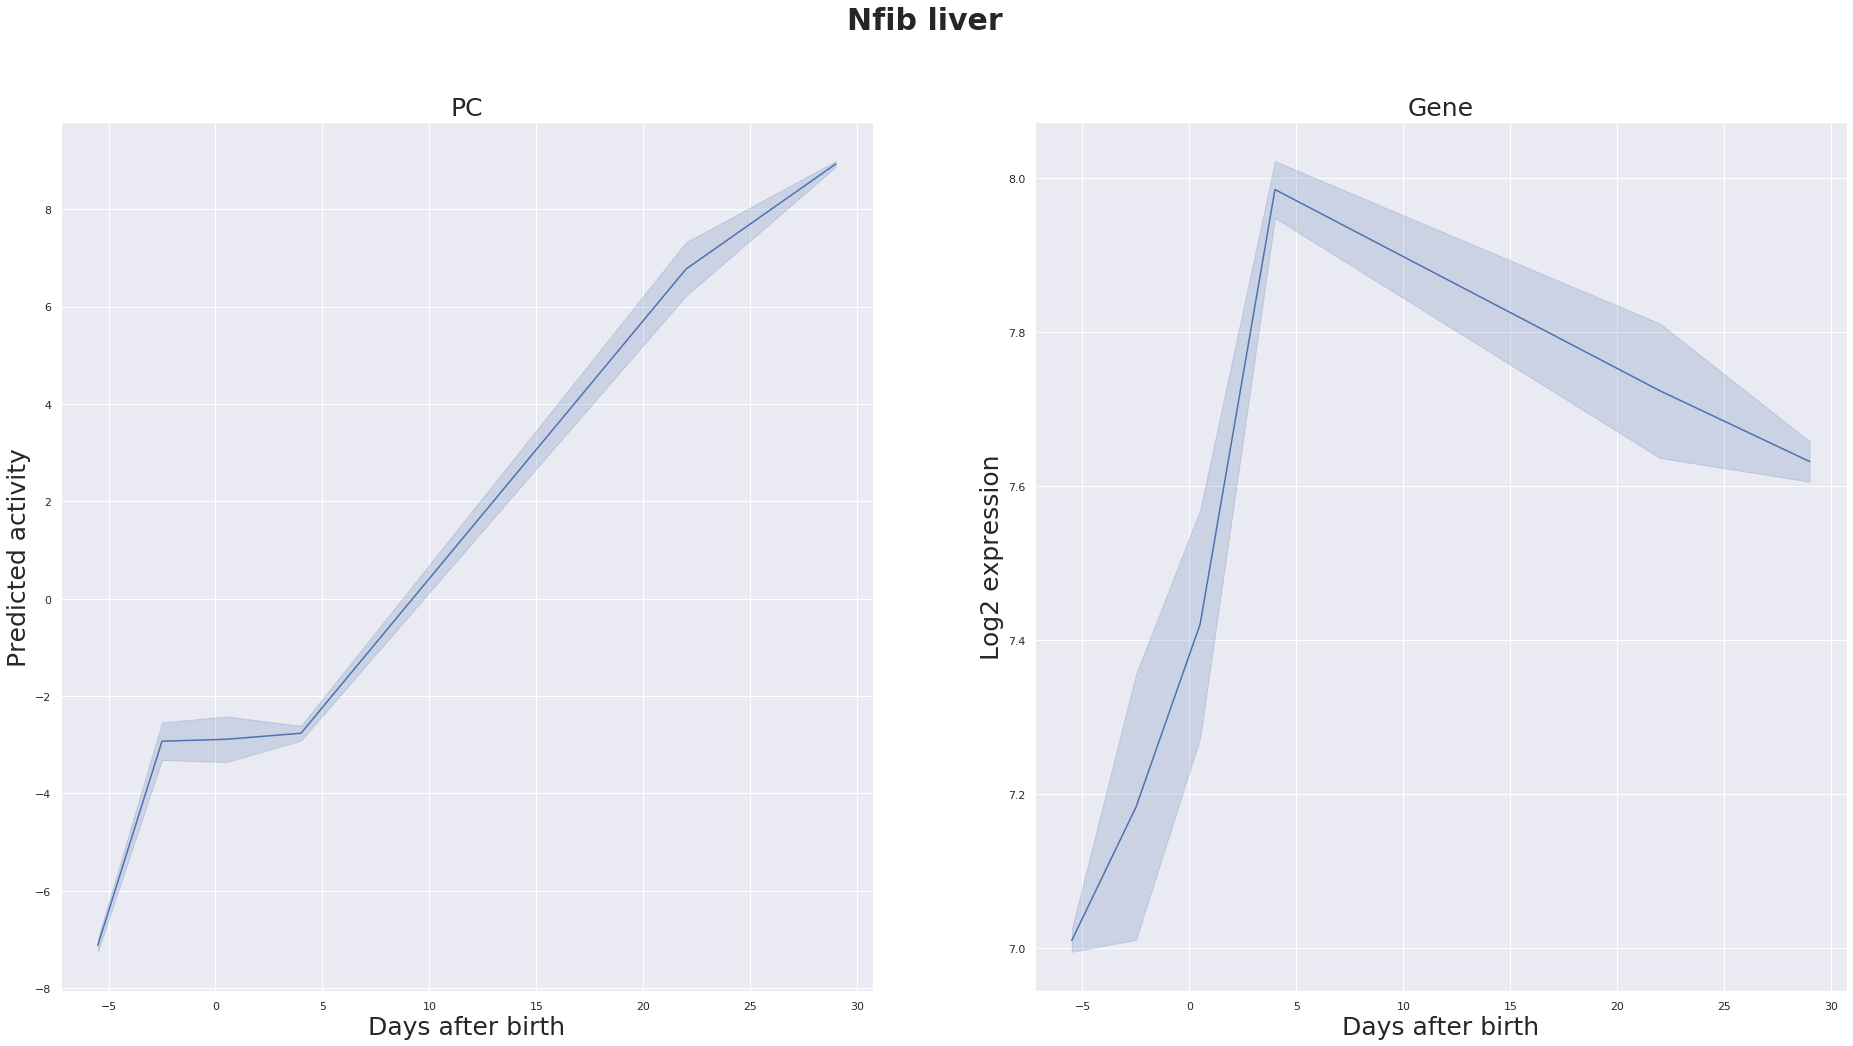 Nfib liver
PC
Predicted activity
8
6
4
2
0
−2
−4
−6
−8
−5 0 5 10 15 20 25 30
Days after birth
Gene
Log2 expression
8.0
7.8
7.6
7.4
7.2
7.0
−5 0 5 10 15 20 25 30
Days after birth